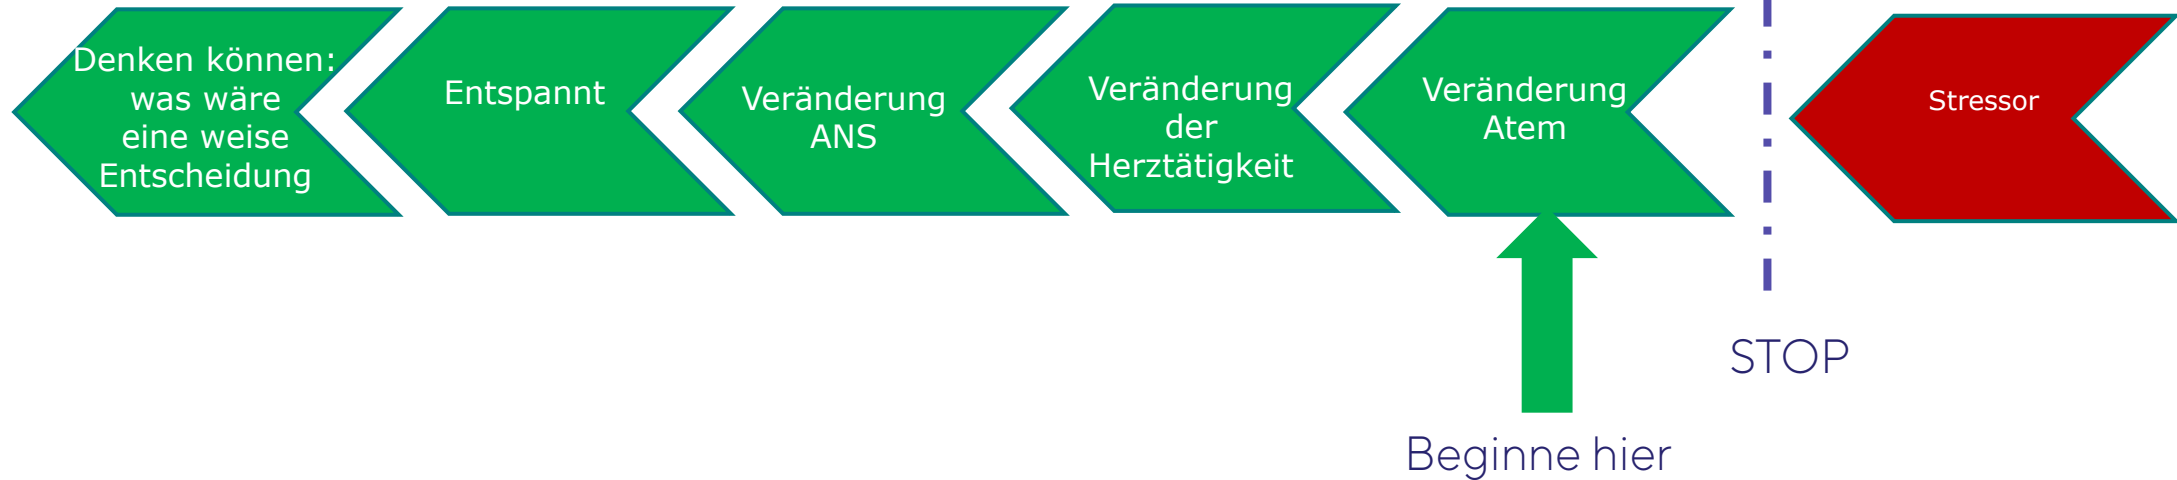 Denken können:
was wäre
eine weise
Entscheidung
Entspannt
Veränderung
ANS
Veränderung
der
Herztätigkeit
Veränderung
Atem
Stressor
STOP
Beginne hier